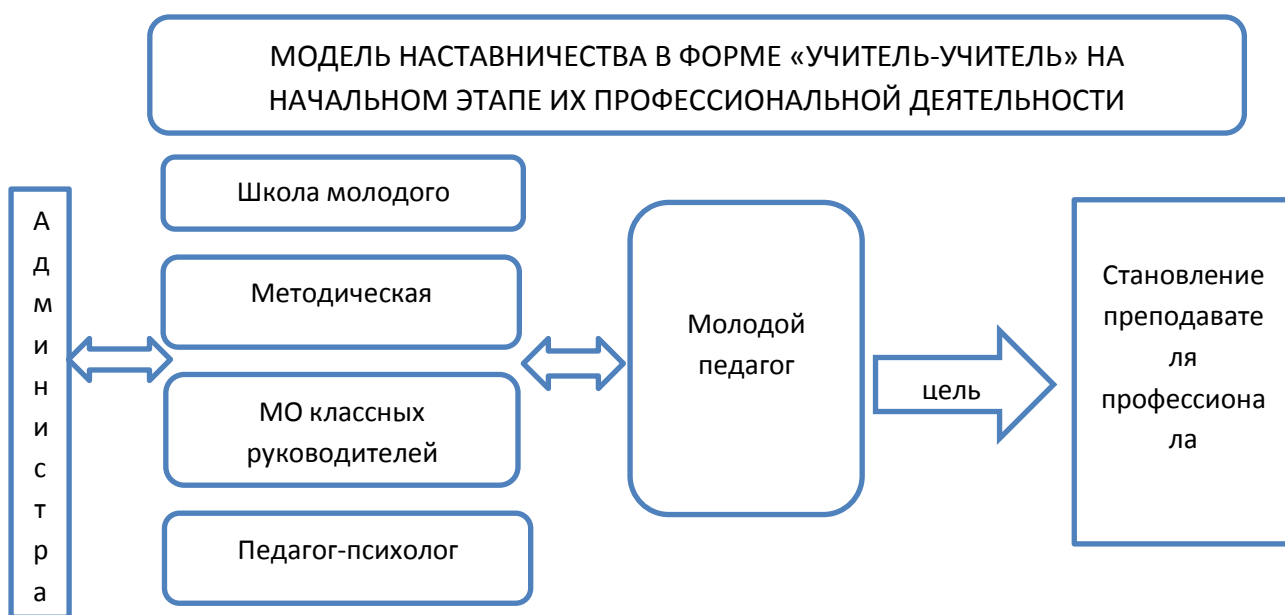 МОДЕЛЬ НАСТАВНИЧЕСТВА В ФОРМЕ «УЧИТЕЛЬ-УЧИТЕЛЬ» НА
НАЧАЛЬНОМ ЭТАПЕ ИХ ПРОФЕССИОНАЛЬНОЙ ДЕЯТЕЛЬНОСТИ
А
д
м
и
н
и
с
т
р
а
Школа молодого
Методическая
МО классных
руководителей
Педагог-психолог
Молодой
педагог
цель
Становление
преподавате
ля
профессиона
ла